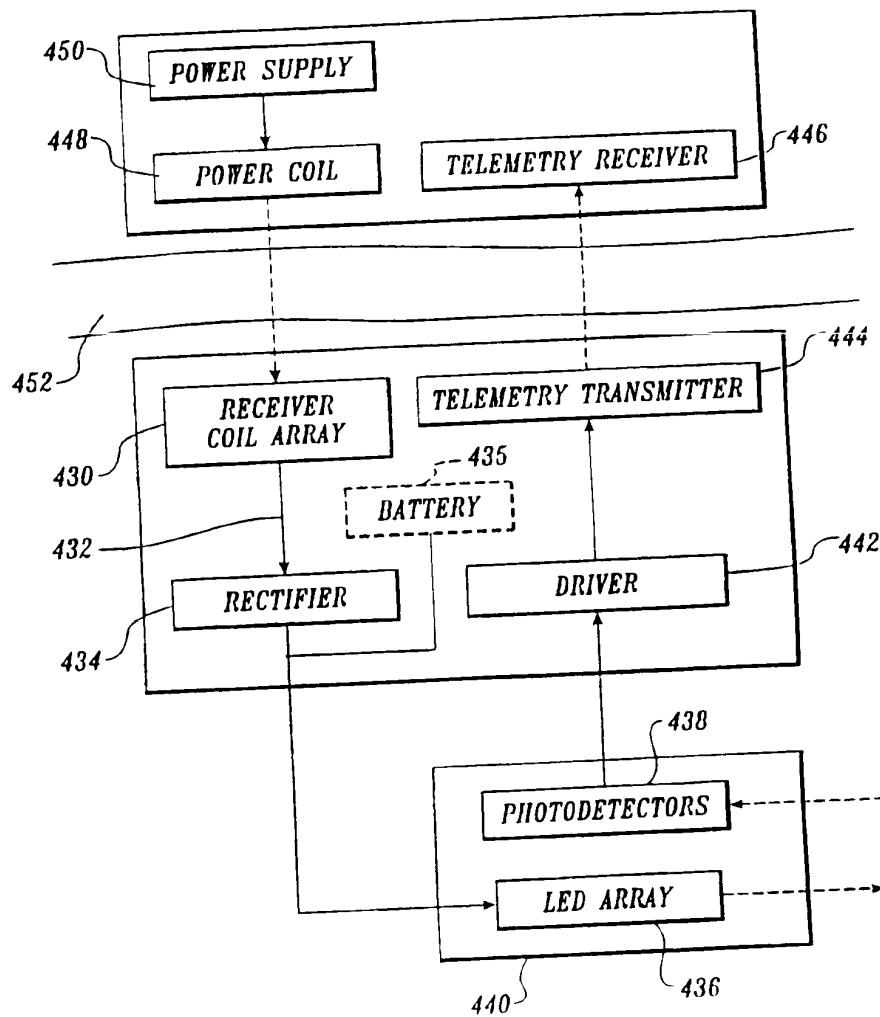 450
POWER SUPPLY
448
POWER COIL
TELEMETRY RECEIVER
446
452
444
RECEIVER
COIL ARRAY
TELEMETRY TRANSMITTER
430
435
BATTERY
432
442
RECTIFIER
DRIVER
434
438
PHOTODETECTORS
LED ARRAY
440
436